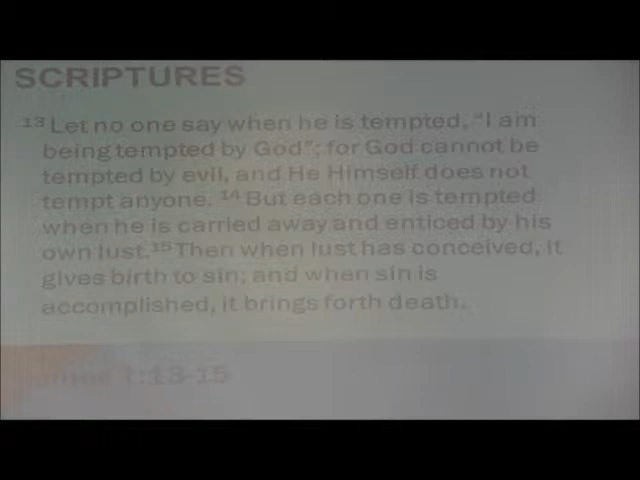 SCRIPTURES
¹³ Let no one say when he is tempted, "I am
being tempted by God"; for God cannot be
tempted by evil, and He Himself does not
tempt anyone. ¹⁴ But each one is tempted
when he is carried away and enticed by his
own lust. ¹⁵ Then when lust has conceived, it
gives birth to sin; and when sin is
accomplished, it brings forth death.
James 1:13-15